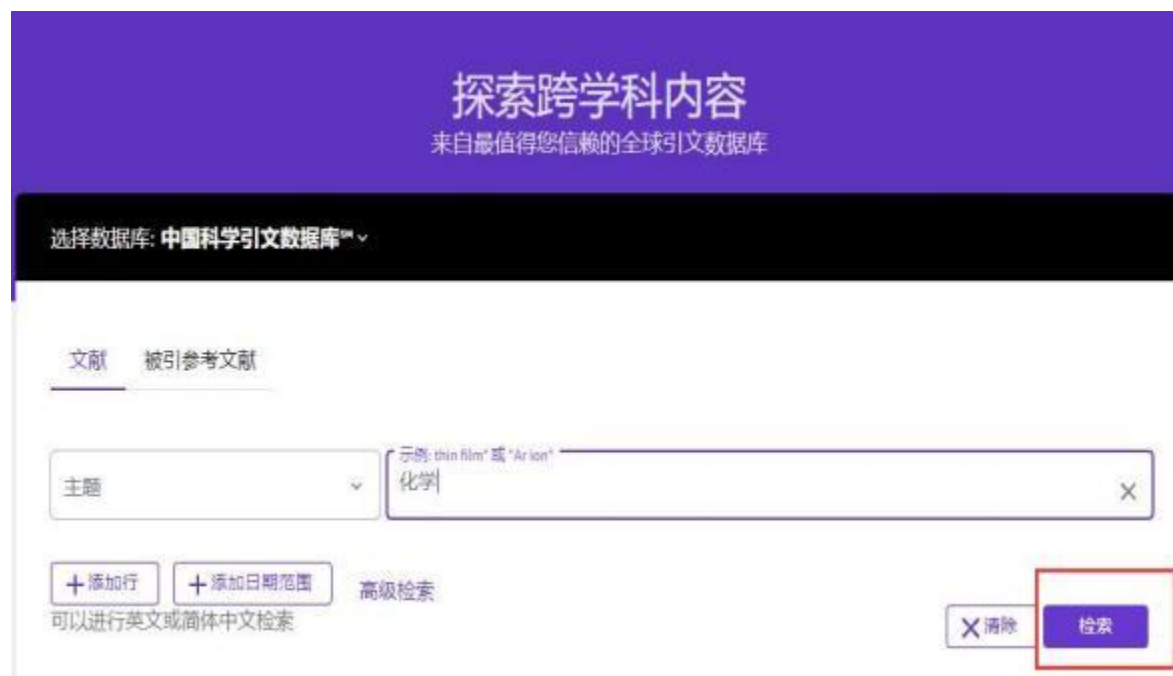 探索跨学科内容
来自最值得您信赖的全球引文数据库
选择数据库: 中国科学引文数据库℠
文献 被引参考文献
示例: thin film* 或 "Ar ion"
主题 化学
+添加行 +添加日期范围 高级检索
可以进行英文或简体中文检索
×清除 检索